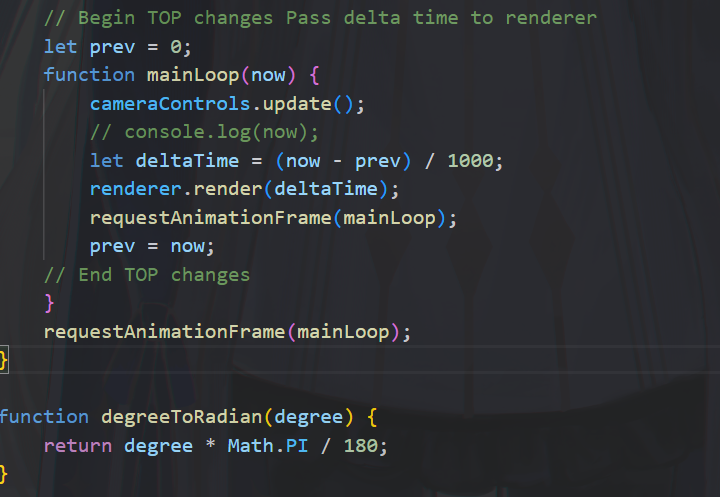 // Begin TOP changes Pass delta time to renderer
let prev = 0;
function mainLoop(now) {
cameraControls.update();
// console.log(now);
let deltaTime = (now - prev) / 1000;
renderer.render(deltaTime);
requestAnimationFrame(mainLoop);
prev = now;
// End TOP changes
}
requestAnimationFrame(mainLoop);
}
function degreeToRadian(degree) {
return degree * Math.PI / 180;
}